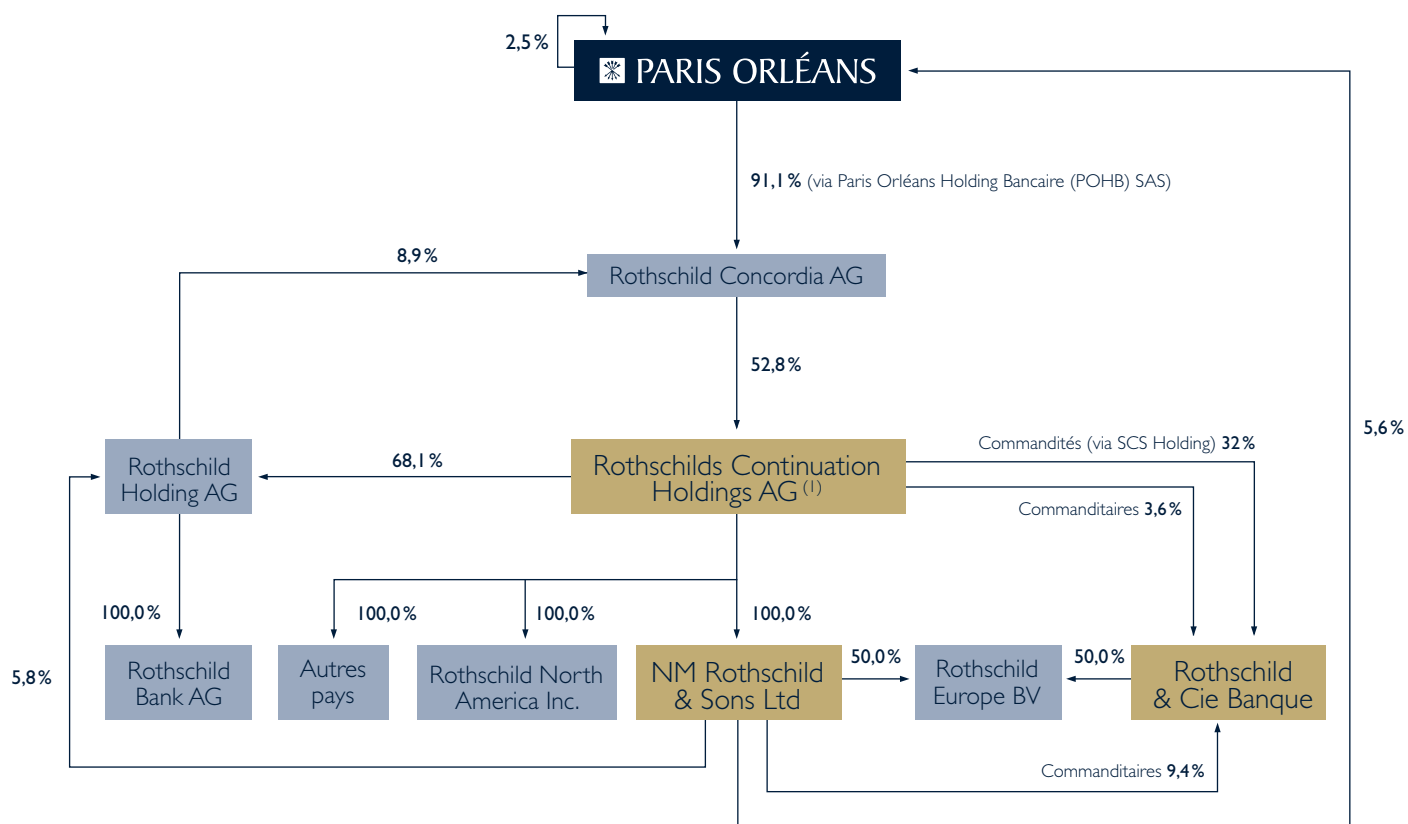 2,5 %
PARIS ORLÉANS
91,1 % (via Paris Orléans Holding Bancaire (POHB) SAS)
8,9 %
Rothschild Concordia AG
52,8 %
5,6 %
Commandités (via SCS Holding) 32 %
Rothschild
Holding AG
68,1 %
Rothschilds Continuation
Holdings AG (1)
Commanditaires 3,6 %
100,0 %
100,0 %
100,0 %
100,0 %
5,8 %
Rothschild
Bank AG
Autres
pays
Rothschild North
America Inc.
NM Rothschild
& Sons Ltd
50,0 %
Rothschild
Europe BV
50,0 %
Rothschild
& Cie Banque
Commanditaires 9,4 %